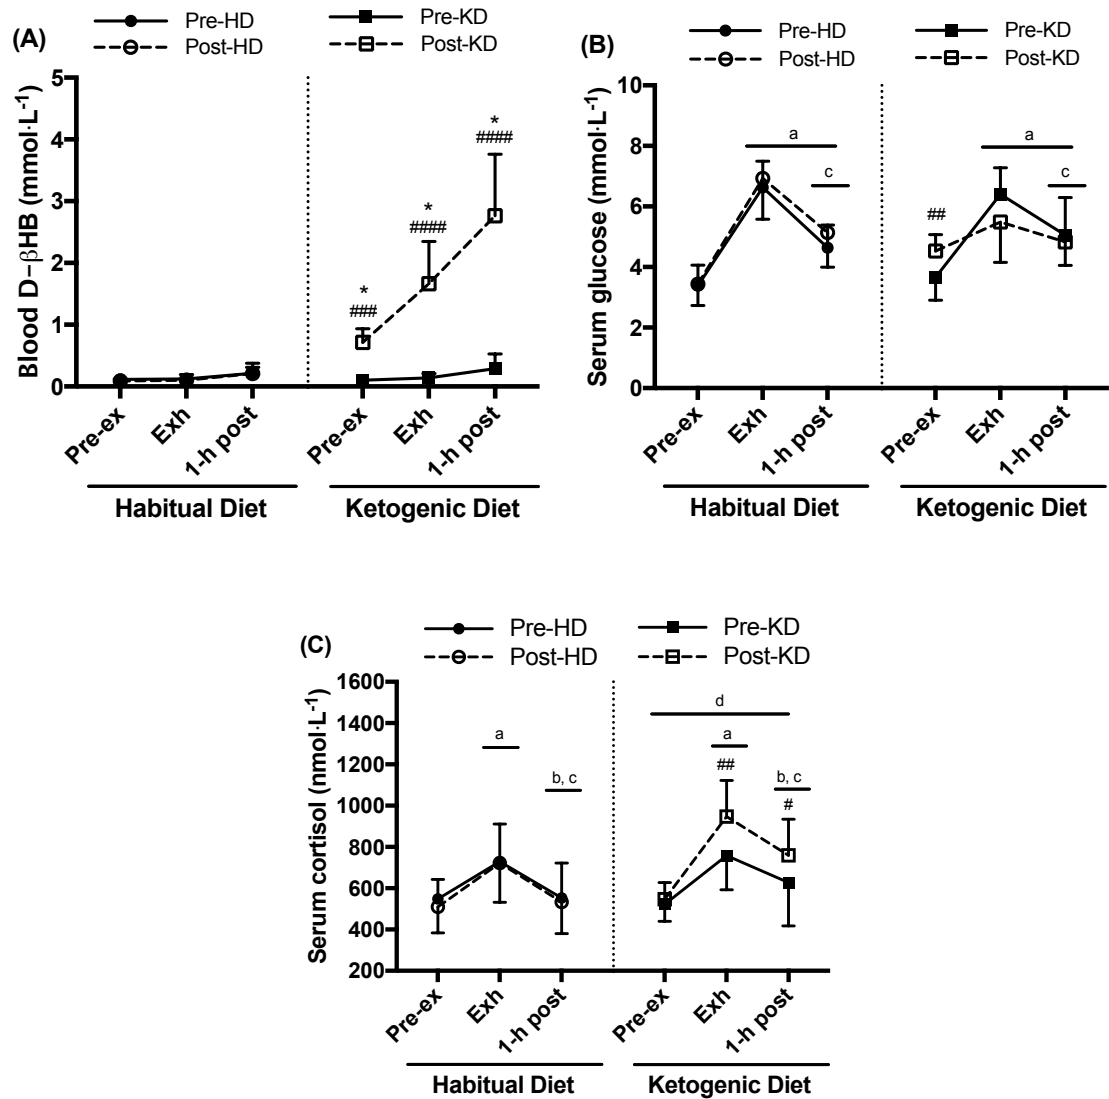 (A)
Pre-HD
Post-HD
Pre-KD
Post-KD
Blood D–βHB (mmol·L-1)
5
4
3
2
1
0
*
###
*
####
*
####
Pre-ex
Exh
1-h post
Pre-ex
Exh
1-h post
Habitual Diet
Ketogenic Diet
(B)
Pre-HD
Post-HD
Pre-KD
Post-KD
Serum glucose (mmol·L-1)
10
8
6
4
2
0
a
c
##
a
c
Pre-ex
Exh
1-h post
Pre-ex
Exh
1-h post
Habitual Diet
Ketogenic Diet
(C)
Pre-HD
Post-HD
Pre-KD
Post-KD
Serum cortisol (nmol·L-1)
1600
1400
1200
1000
800
600
400
200
a
b, c
d
a
##
b, c
#
Pre-ex
Exh
1-h post
Pre-ex
Exh
1-h post
Habitual Diet
Ketogenic Diet